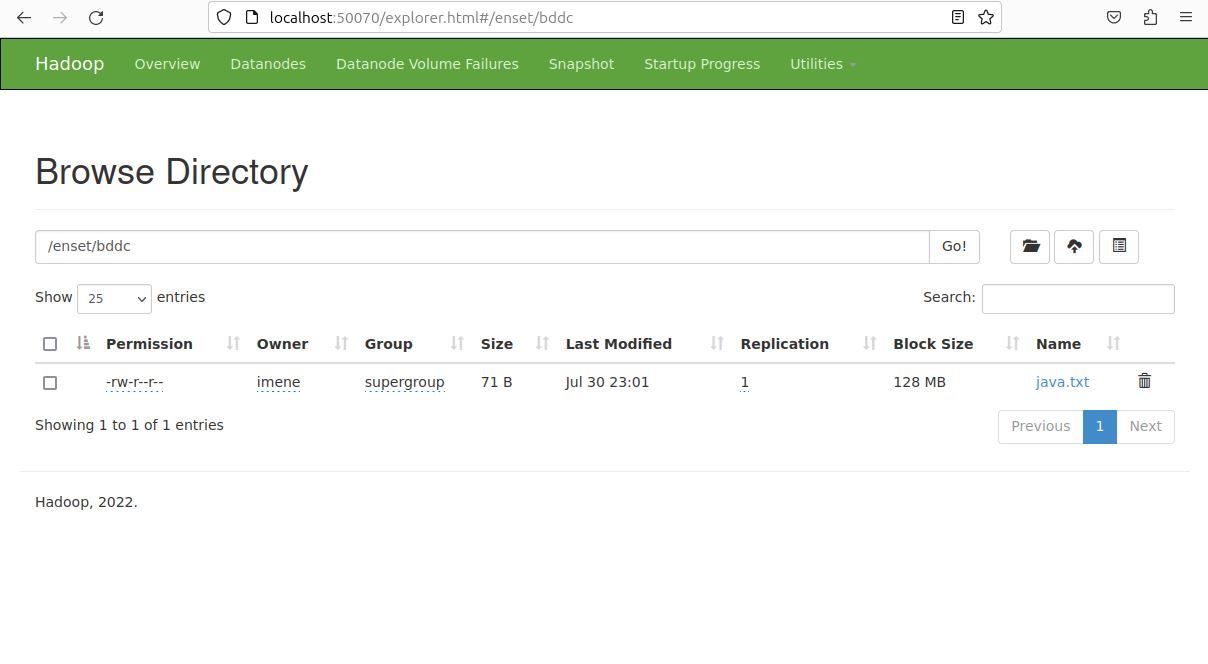 localhost:50070/explorer.html#/enset/bddc
Hadoop Overview Datanodes Datanode Volume Failures Snapshot Startup Progress Utilities
Browse Directory
/enset/bddc Go!
Show 25 entries Search:
Permission Owner Group Size Last Modified Replication Block Size Name
-rw-r--r-- imene supergroup 71 B Jul 30 23:01 1 128 MB java.txt
Showing 1 to 1 of 1 entries Previous 1 Next
Hadoop, 2022.